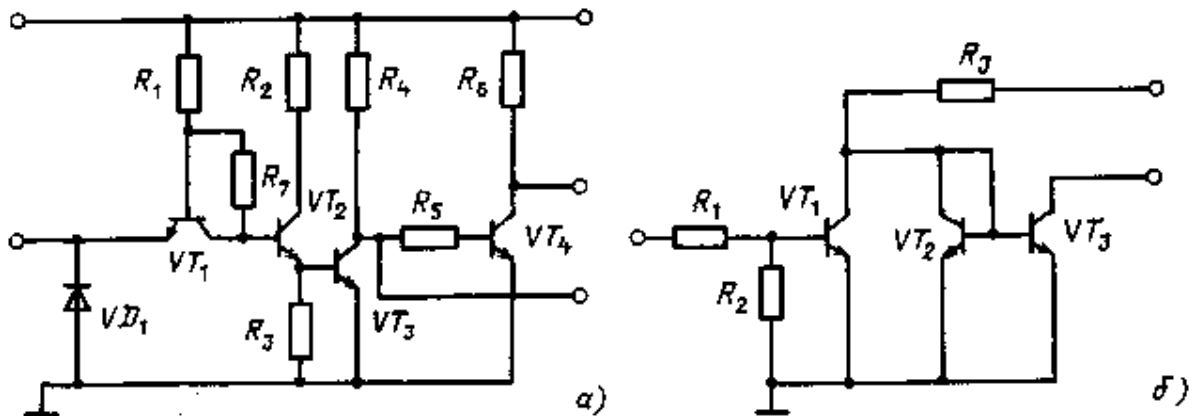 R1
R2
R4
R6
R7
VT2
R5
VT4
VT1
VD1
R3
VT3
а)
R3
VT1
R1
VT2
VT3
R2
б)